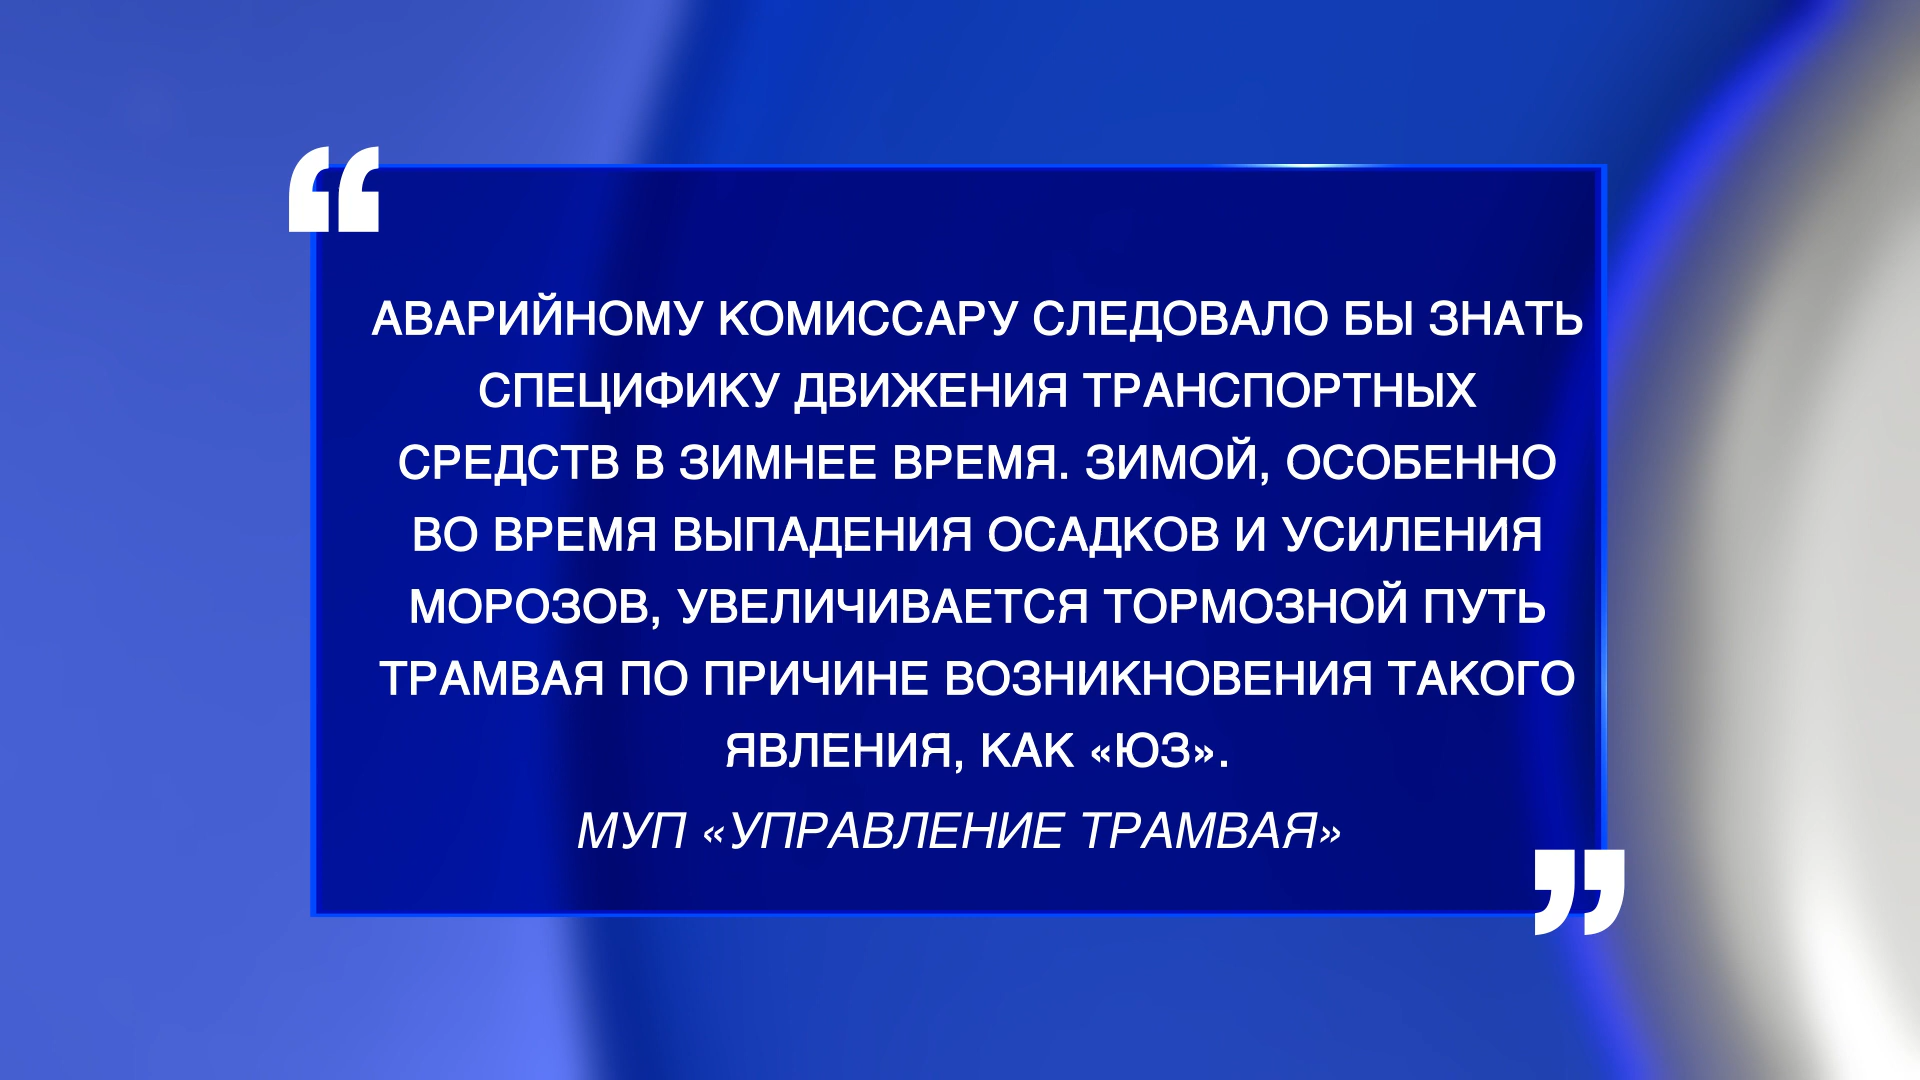 “
АВАРИЙНОМУ КОМИССАРУ СЛЕДОВАЛО БЫ ЗНАТЬ
СПЕЦИФИКУ ДВИЖЕНИЯ ТРАНСПОРТНЫХ
СРЕДСТВ В ЗИМНЕЕ ВРЕМЯ. ЗИМОЙ, ОСОБЕННО
ВО ВРЕМЯ ВЫПАДЕНИЯ ОСАДКОВ И УСИЛЕНИЯ
МОРОЗОВ, УВЕЛИЧИВАЕТСЯ ТОРМОЗНОЙ ПУТЬ
ТРАМВАЯ ПО ПРИЧИНЕ ВОЗНИКНОВЕНИЯ ТАКОГО
ЯВЛЕНИЯ, КАК «ЮЗ».
МУП «УПРАВЛЕНИЕ ТРАМВАЯ»
”